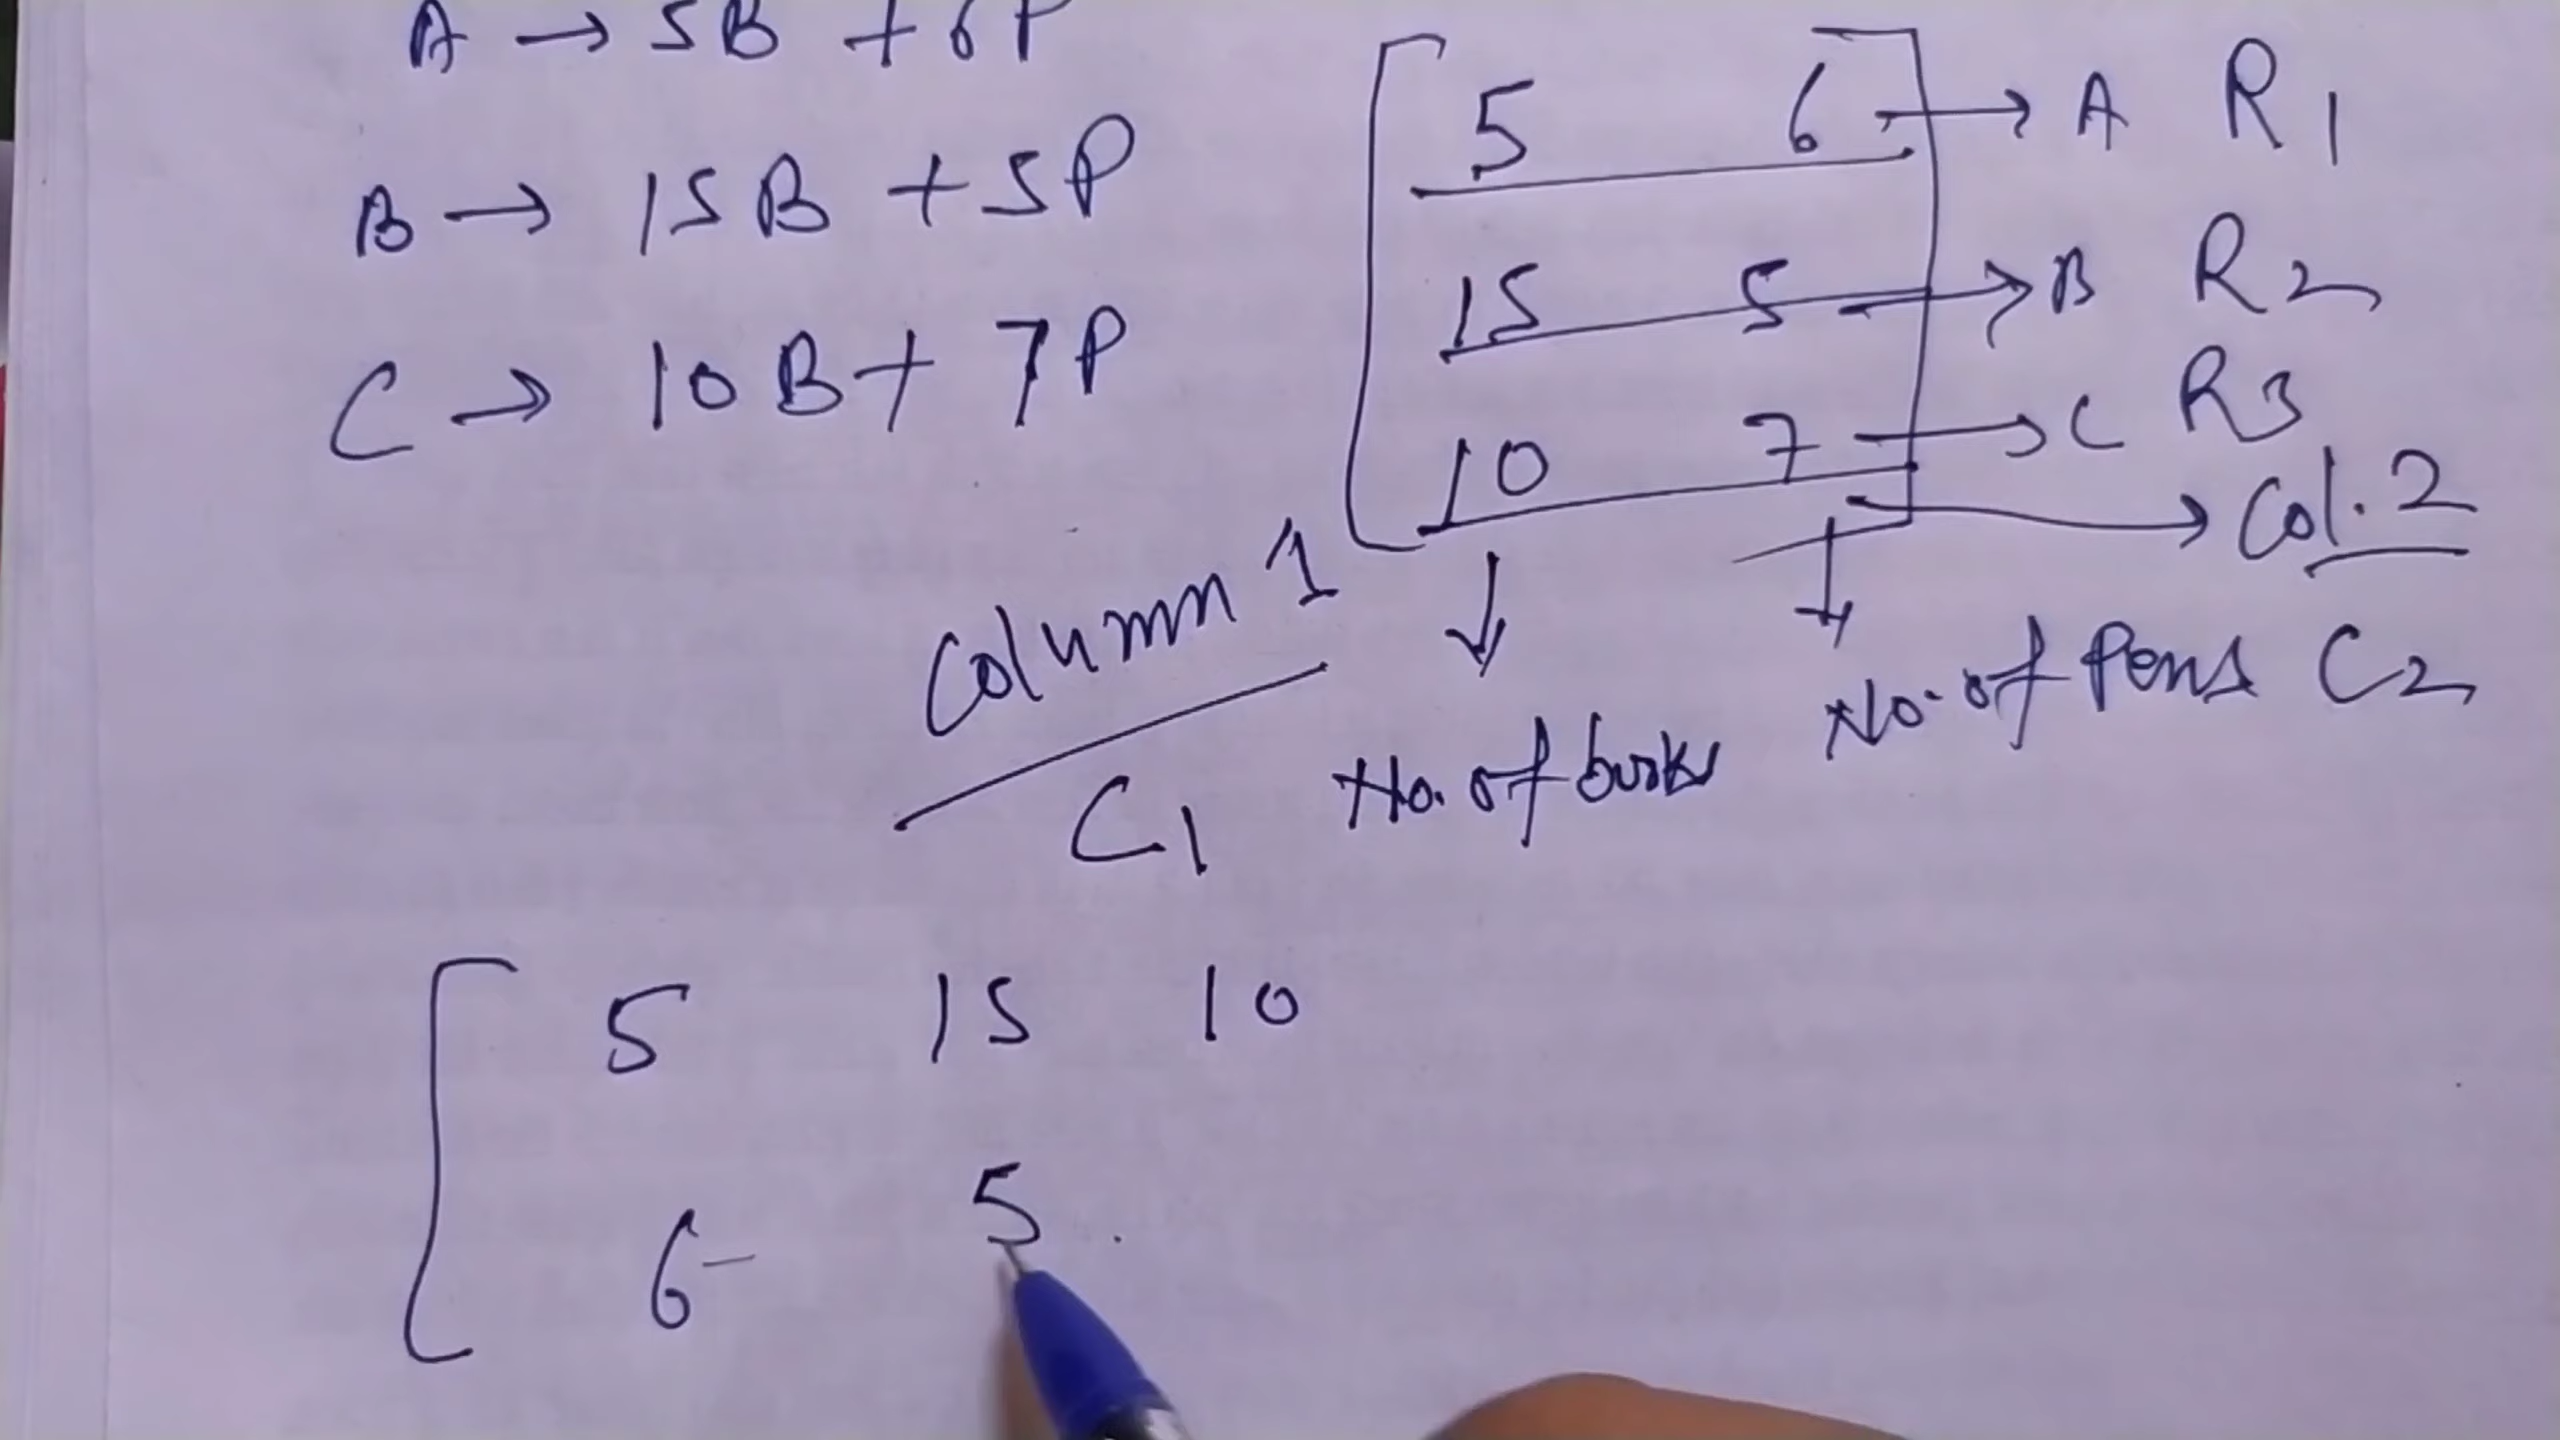 A → 5B + 6P
B → 15B + 5P
C → 10B + 7P
5 6 → A R1
15 5 → B R2
10 7 → C R3
→ Col. 2
Column 1
C1
↓ No. of books
↓ No. of Pens C2
5 15 10
6 5